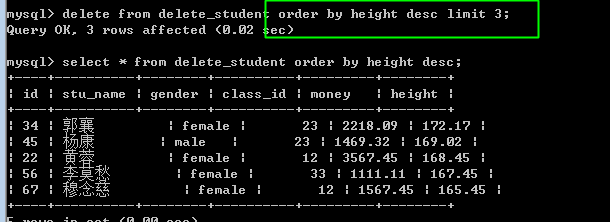 mysql> delete from delete_student order by height desc limit 3;
Query OK, 3 rows affected (0.02 sec)
mysql> select * from delete_student order by height desc;
+----+----------+--------+----------+---------+--------+
| id | stu_name | gender | class_id | money | height |
+----+----------+--------+----------+---------+--------+
| 34 | 郭襄 | female | 23 | 2218.09 | 172.17 |
| 45 | 杨康 | male | 23 | 1469.32 | 169.02 |
| 22 | 黄蓉 | female | 12 | 3567.45 | 168.45 |
| 56 | 李莫愁 | female | 33 | 1111.11 | 167.45 |
| 67 | 穆念慈 | female | 12 | 1567.45 | 165.45 |
+----+----------+--------+----------+---------+--------+
5 rows in set (0.00 sec)